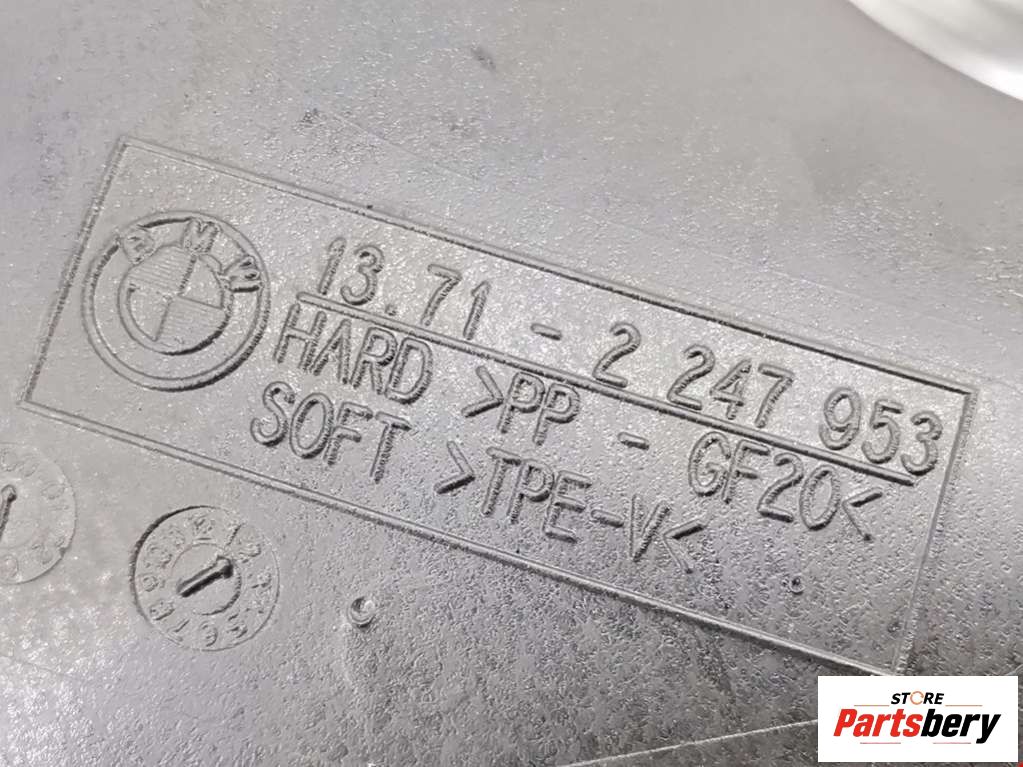 BMW
13.71 - 2 247 953
HARD >PP - GF20<
SOFT >TPE-V<
STORE
Partsbery